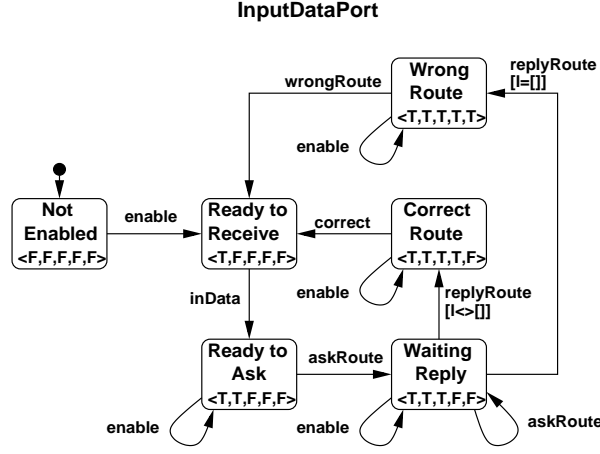 InputDataPort
replyRoute
[l=[]]
wrongRoute
Wrong
Route
<T,T,T,T,T>
enable
Not
Enabled
<F,F,F,F,F>
enable
Ready to
Receive
<T,F,F,F,F>
correct
Correct
Route
<T,T,T,T,F>
enable
replyRoute
[l<>[]]
inData
Ready to
Ask
<T,T,F,F,F>
askRoute
Waiting
Reply
<T,T,T,F,F>
enable
enable
askRoute